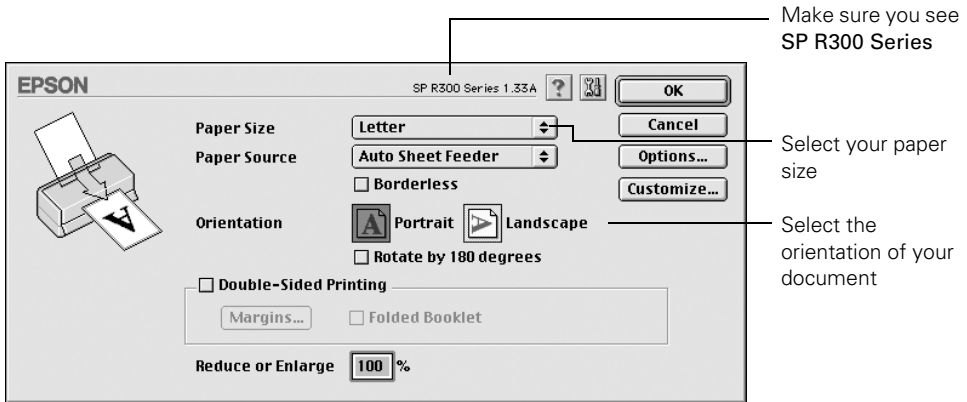 Make sure you see
SP R300 Series
EPSON
SP R300 Series 1.33A
?
OK
Paper Size
Letter
Cancel
Select your paper
size
Paper Source
Auto Sheet Feeder
Options...
Borderless
Customize...
Orientation
A
Portrait
A
Landscape
Select the
orientation of your
document
A
Rotate by 180 degrees
Double-Sided Printing
Margins...
Folded Booklet
Reduce or Enlarge
100 %